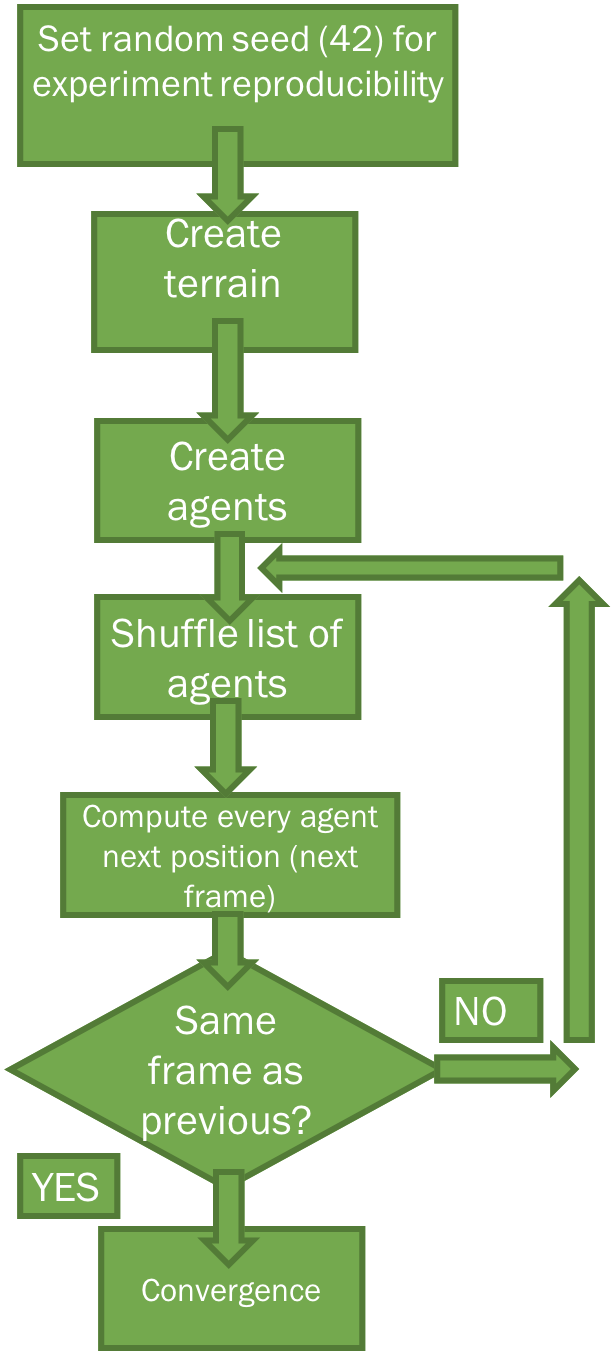 Set random seed (42) for
experiment reproducibility
Create
terrain
Create
agents
Shuffle list of
agents
Compute every agent
next position (next
frame)
Same
frame as
previous?
NO
YES
Convergence